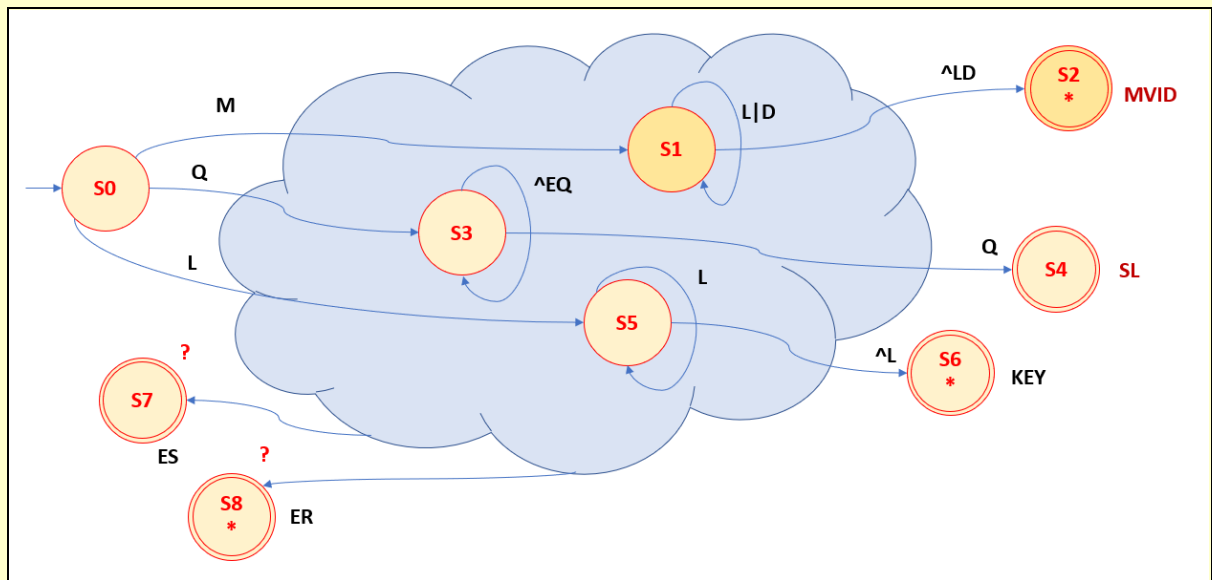 M
^LD
S2
*
MVID
L|D
S1
S0
Q
^EQ
S3
Q
S4
SL
L
L
S5
^L
S6
*
KEY
?
S7
ES
?
S8
*
ER